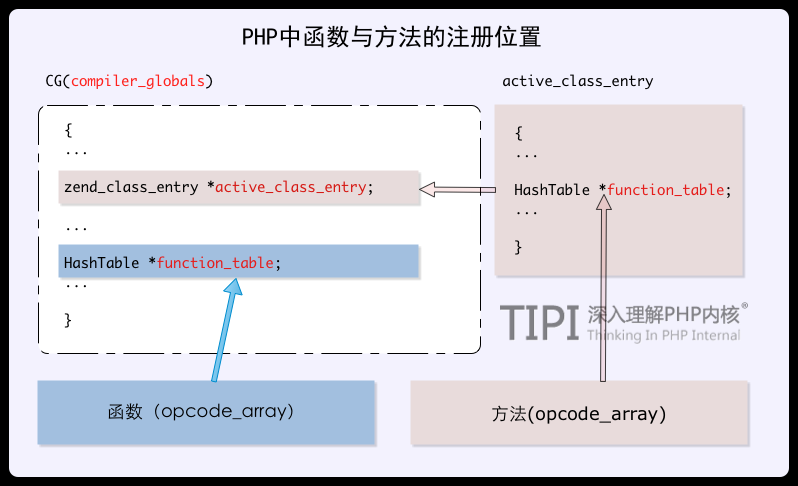 PHP中函数与方法的注册位置
CG(compiler_globals)
{
...
zend_class_entry *active_class_entry;
...
HashTable *function_table;
...
}
active_class_entry
{
...
HashTable *function_table;
...
}
TIPI 深入理解PHP内核®
Thinking In PHP Internal
函数（opcode_array）
方法(opcode_array)